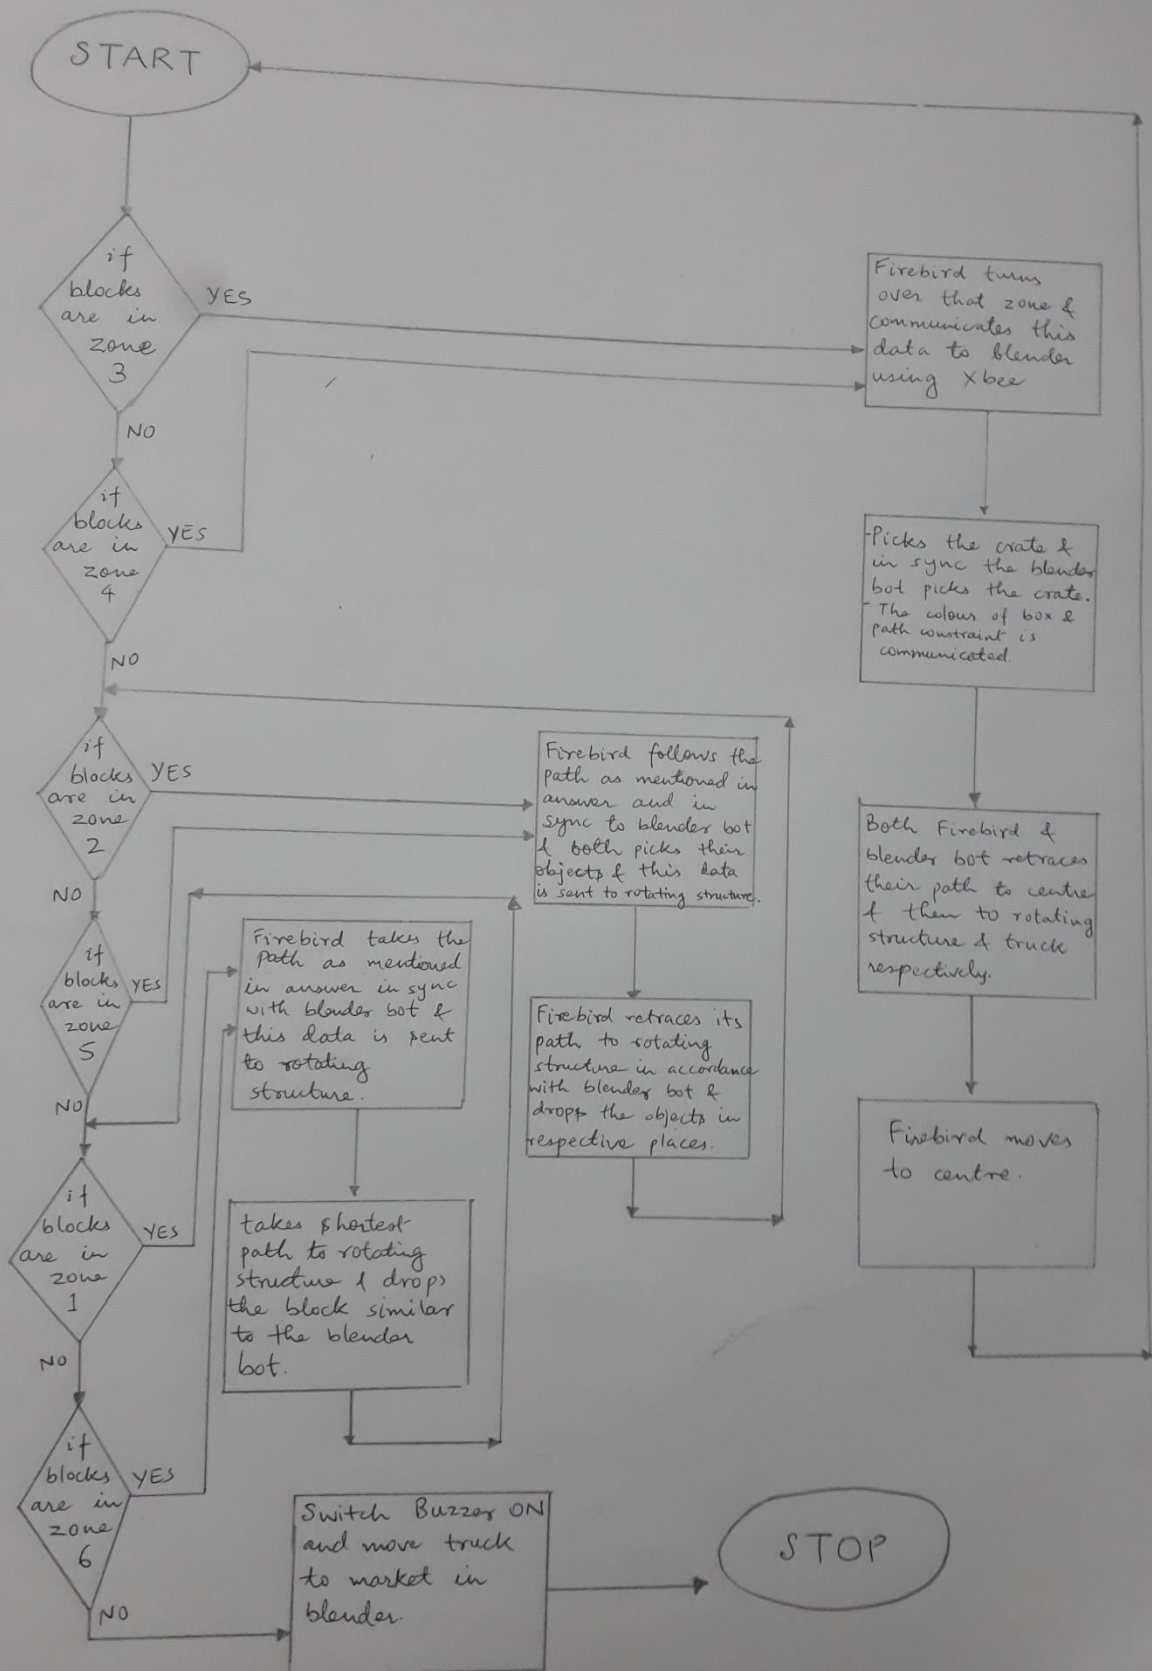 START
if
blocks
are in
zone
3
YES
NO
Firebird turns
over that zone &
communicates this
data to blender
using Xbee
if
blocks
are in
zone
4
YES
NO
-Picks the crate &
in sync the blender
bot picks the crate.
- The colour of box &
path constraint is
communicated.
if
blocks
are in
zone
2
YES
NO
Firebird follows the
path as mentioned in
answer and in
sync to blender bot
& both picks their
objects & this data
is sent to rotating structure.
Both Firebird &
blender bot retraces
their path to centre
& then to rotating
structure & truck
respectively.
if
blocks
are in
zone
5
YES
NO
Firebird takes the
path as mentioned
in answer in sync
with blender bot &
this data is sent
to rotating
structure.
Firebird retraces its
path to rotating
structure in accordance
with blender bot &
drops the objects in
respective places.
Firebird moves
to centre.
if
blocks
are in
zone
1
YES
NO
takes shortest
path to rotating
structure & drops
the block similar
to the blender
bot.
if
blocks
are in
zone
6
YES
NO
Switch Buzzer ON
and move truck
to market in
blender.
STOP